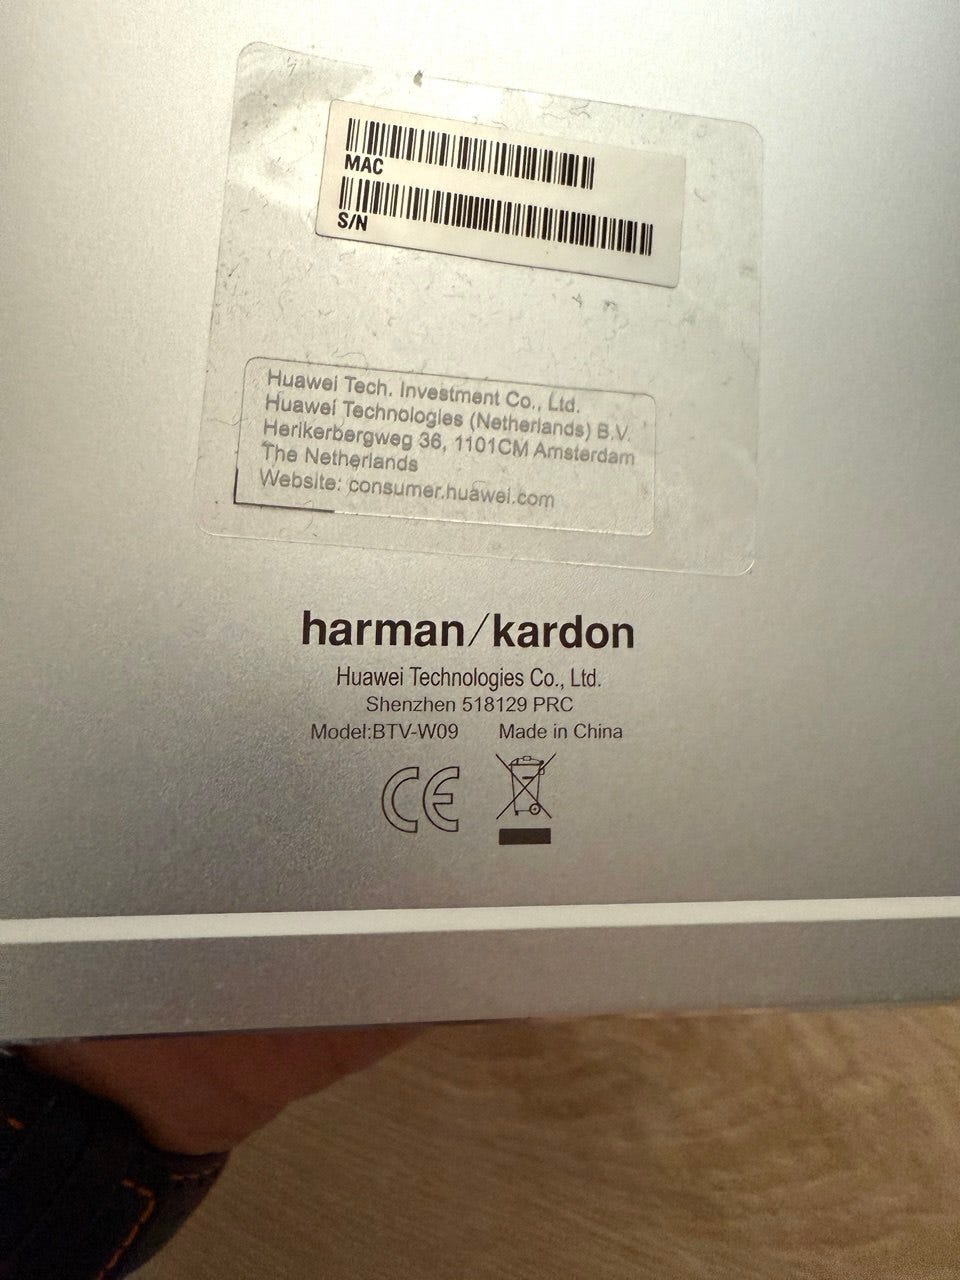 MAC
S/N
Huawei Tech. Investment Co., Ltd.
Huawei Technologies (Netherlands) B.V.
Herikerbergweg 36, 1101CM Amsterdam
The Netherlands
Website: consumer.huawei.com
harman/kardon
Huawei Technologies Co., Ltd.
Shenzhen 518129 PRC
Model:BTV-W09 Made in China
CE